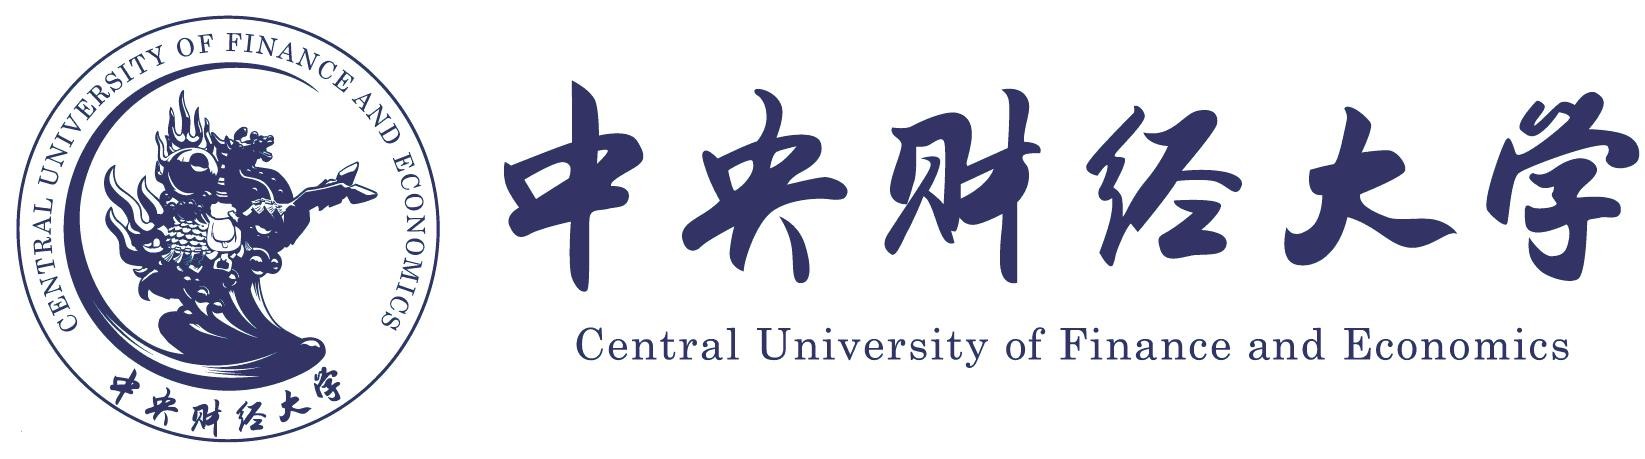 CENTRAL UNIVERSITY OF FINANCE AND ECONOMICS
中央财经大学
中央财经大学
Central University of Finance and Economics